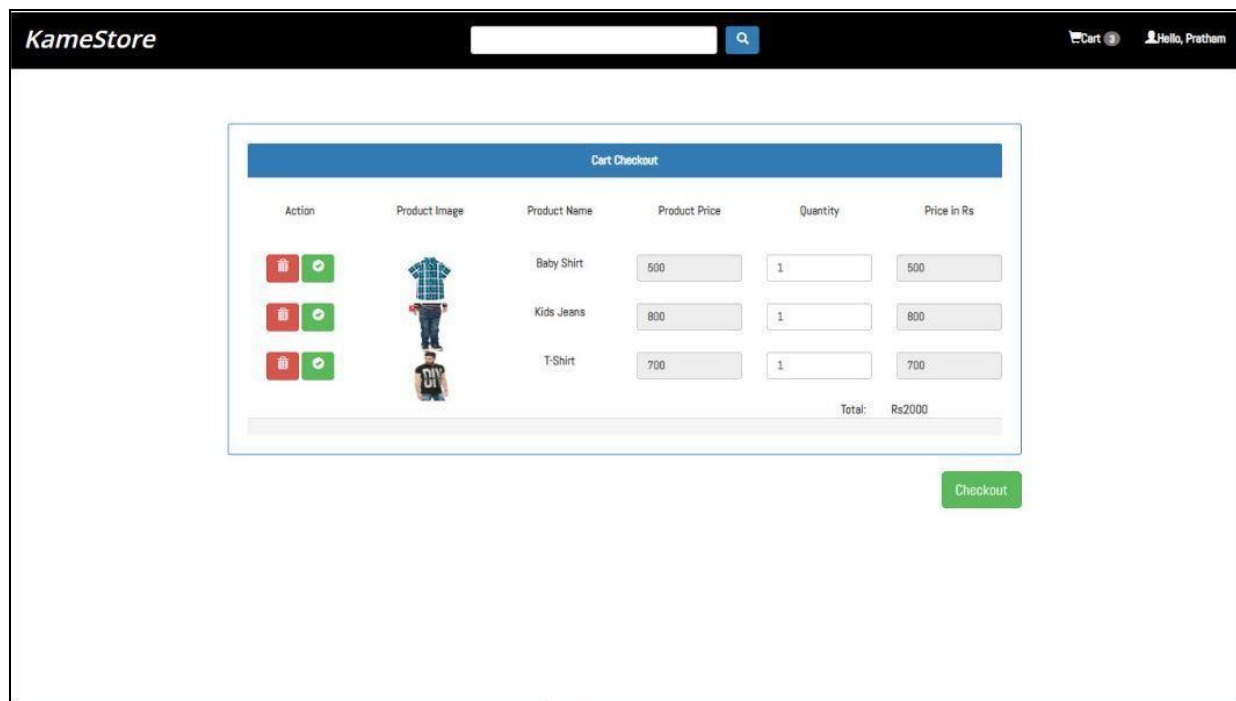 KameStore Cart 3 Hello, Pratham
Cart Checkout
Action Product Image Product Name Product Price Quantity Price in Rs
Baby Shirt 500 1 500
Kids Jeans 800 1 800
T-Shirt 700 1 700
DIY
Total: Rs2000
Checkout